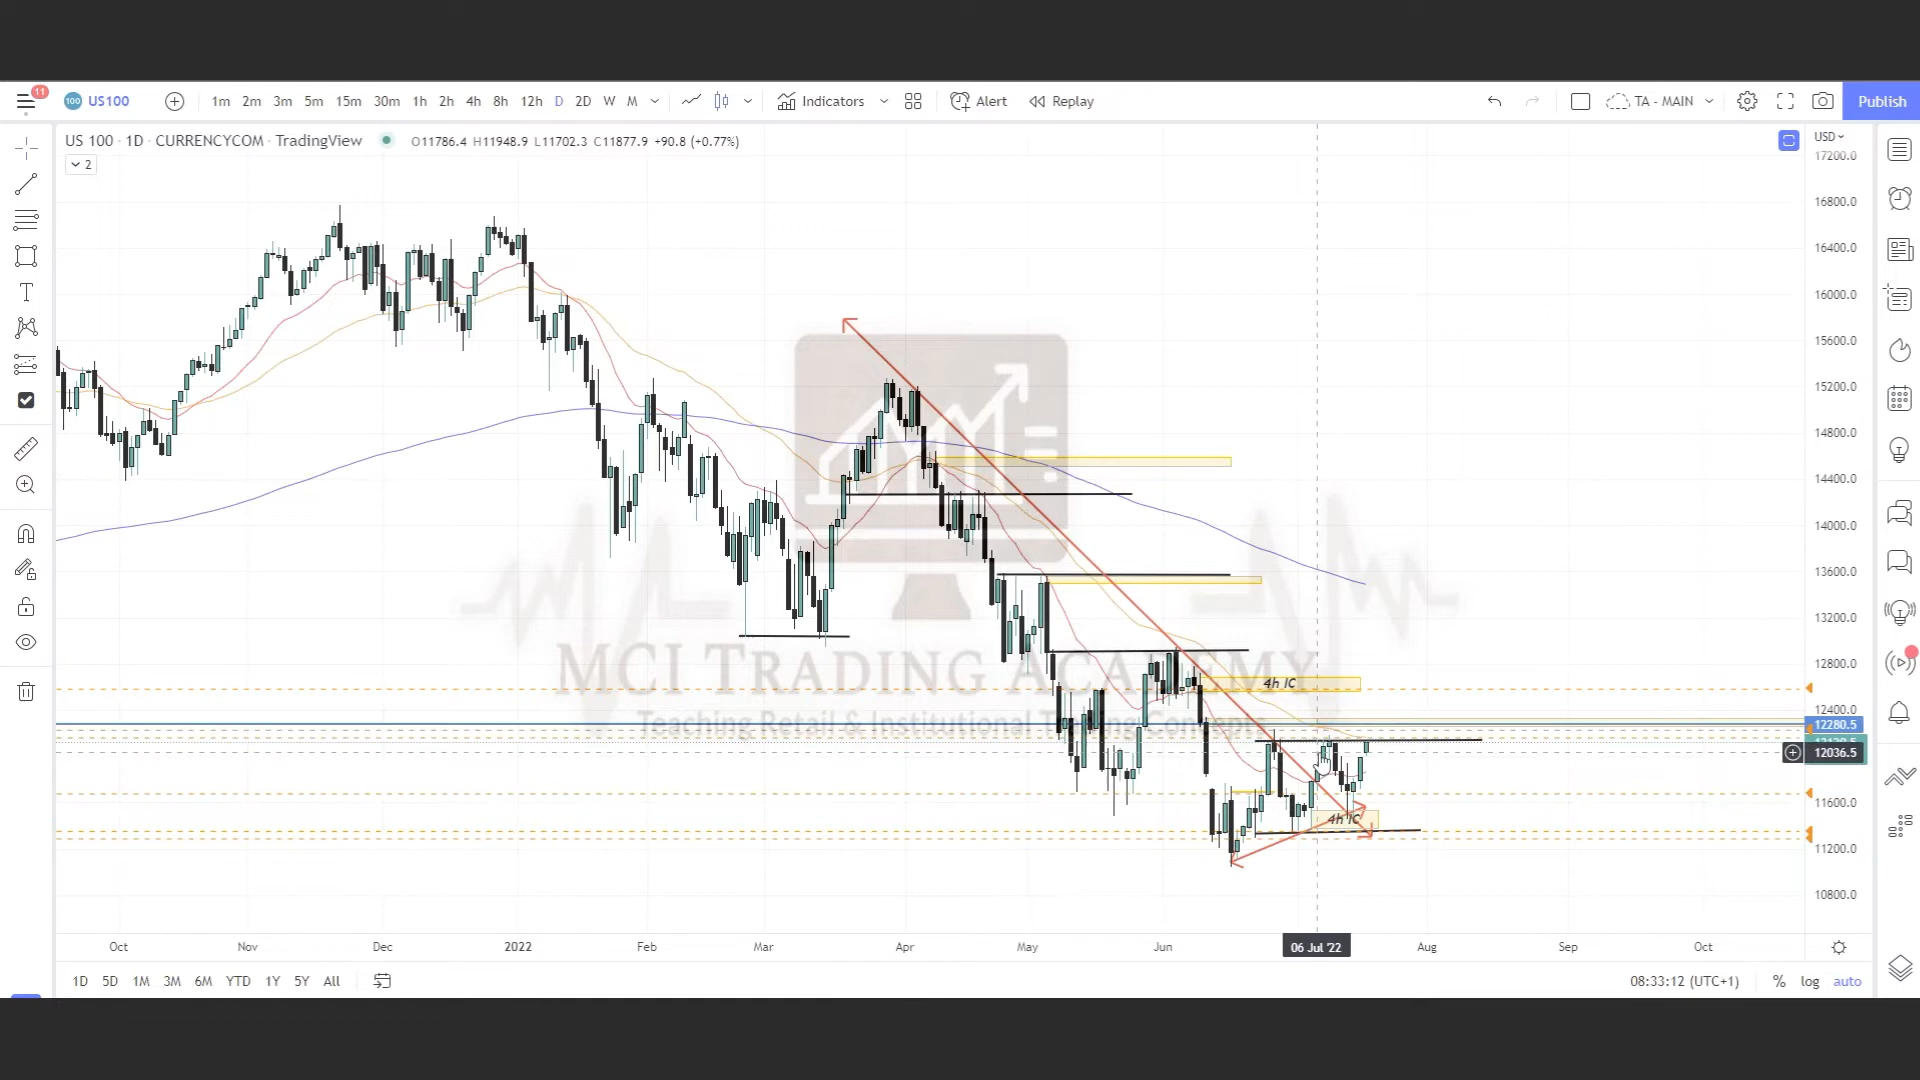 11
100 US100 1m 2m 3m 5m 15m 30m 1h 2h 4h 8h 12h D 2D W M Indicators Alert Replay TA - MAIN Publish
US 100 · 1D · CURRENCYCOM · TradingView O11786.4 H11948.9 L11702.3 C11877.9 +90.8 (+0.77%)
2
USD
17200.0
16800.0
16400.0
16000.0
15600.0
15200.0
14800.0
14400.0
14000.0
13600.0
13200.0
12800.0
MCI TRADING ACADEMY
4h IC
12400.0
Teaching Retail & Institutional Trading Concepts
12280.5
12036.5
11600.0
4h IC
11200.0
10800.0
Oct Nov Dec 2022 Feb Mar Apr May Jun 06 Jul '22 Aug Sep Oct
1D 5D 1M 3M 6M YTD 1Y 5Y All 08:33:12 (UTC+1) % log auto